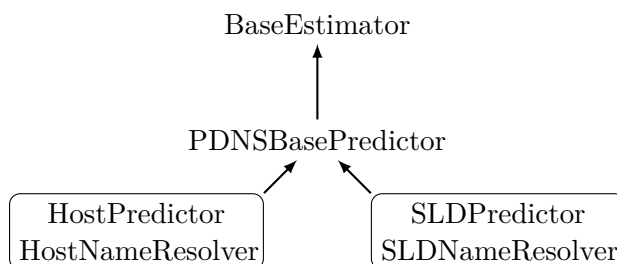 BaseEstimator
PDNSBasePredictor
HostPredictor
HostNameResolver
SLDPredictor
SLDNameResolver